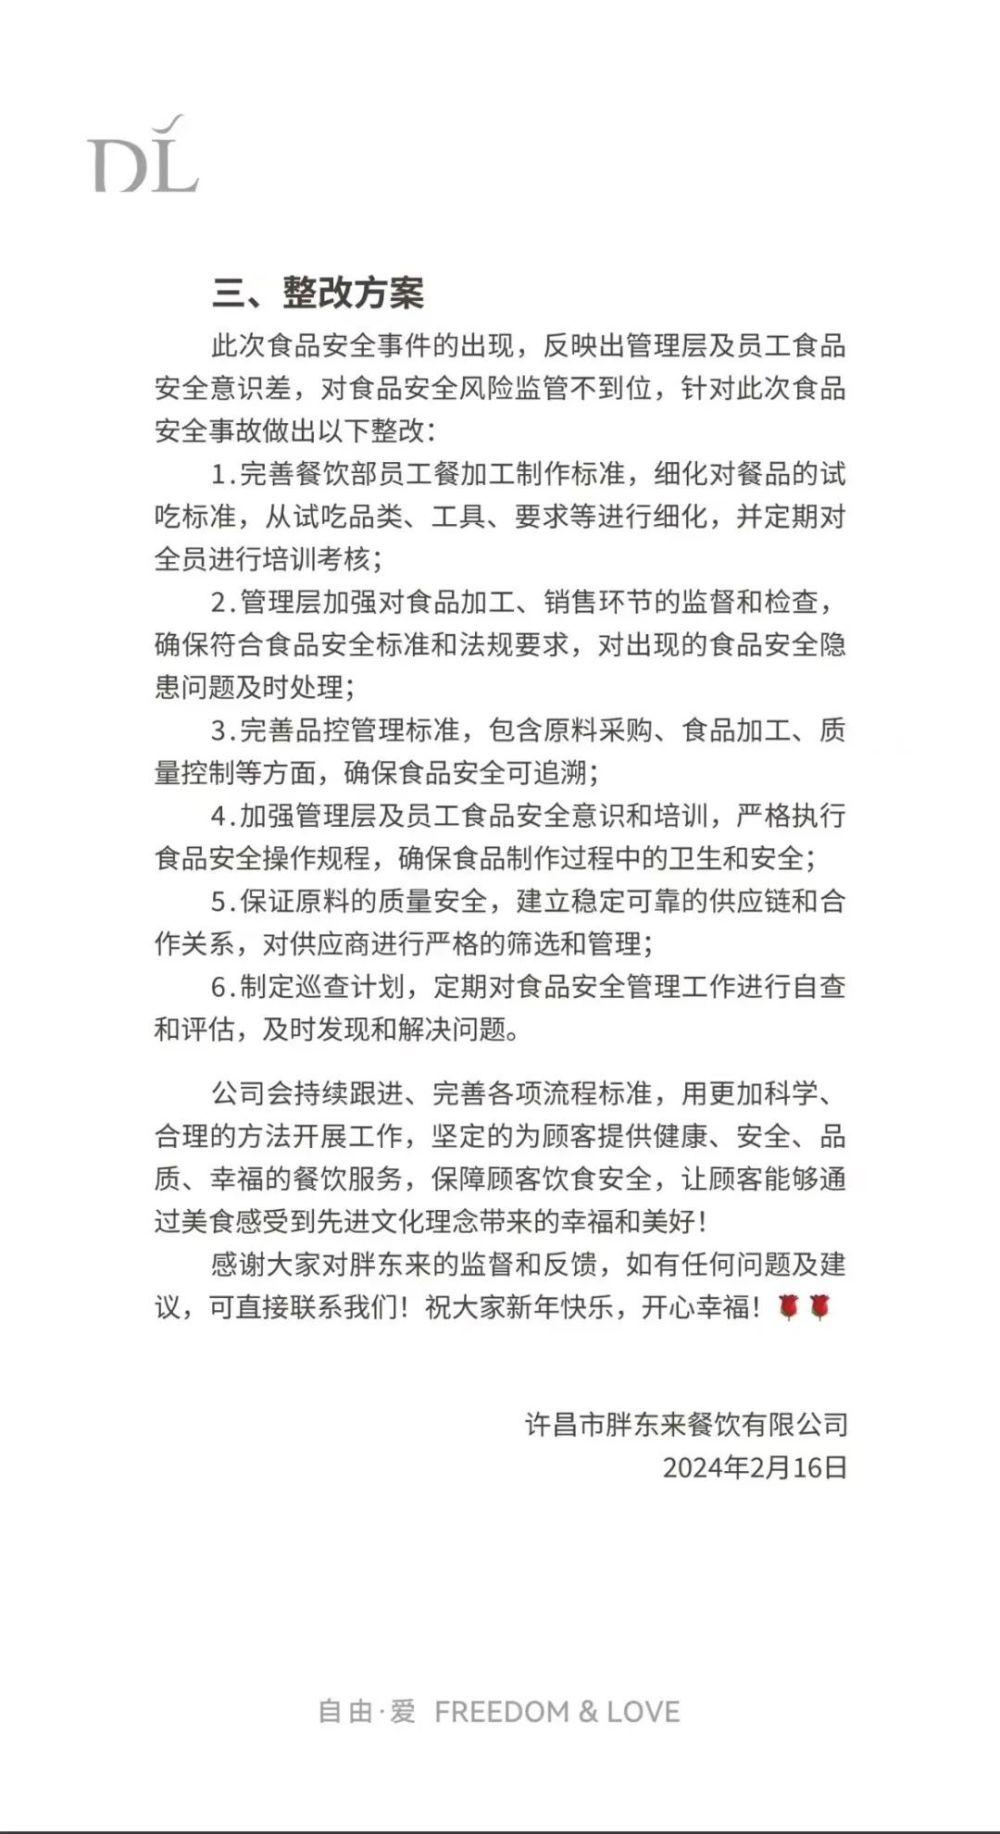 DL
三、整改方案
此次食品安全事件的出现，反映出管理层及员工食品
安全意识差，对食品安全风险监管不到位，针对此次食品
安全事故做出以下整改：
1.完善餐饮部员工餐加工制作标准，细化对餐品的试
吃标准，从试吃品类、工具、要求等进行细化，并定期对
全员进行培训考核；
2.管理层加强对食品加工、销售环节的监督和检查，
确保符合食品安全标准和法规要求，对出现的食品安全隐
患问题及时处理；
3.完善品控管理标准，包含原料采购、食品加工、质
量控制等方面，确保食品安全可追溯；
4.加强管理层及员工食品安全意识和培训，严格执行
食品安全操作规程，确保食品制作过程中的卫生和安全；
5.保证原料的质量安全，建立稳定可靠的供应链和合
作关系，对供应商进行严格的筛选和管理；
6.制定巡查计划，定期对食品安全管理工作进行自查
和评估，及时发现和解决问题。
公司会持续跟进、完善各项流程标准，用更加科学、
合理的方法开展工作，坚定的为顾客提供健康、安全、品
质、幸福的餐饮服务，保障顾客饮食安全，让顾客能够通
过美食感受到先进文化理念带来的幸福和美好！
感谢大家对胖东来的监督和反馈，如有任何问题及建
议，可直接联系我们！祝大家新年快乐，开心幸福！🌹🌹
许昌市胖东来餐饮有限公司
2024年2月16日
自由·爱 FREEDOM & LOVE